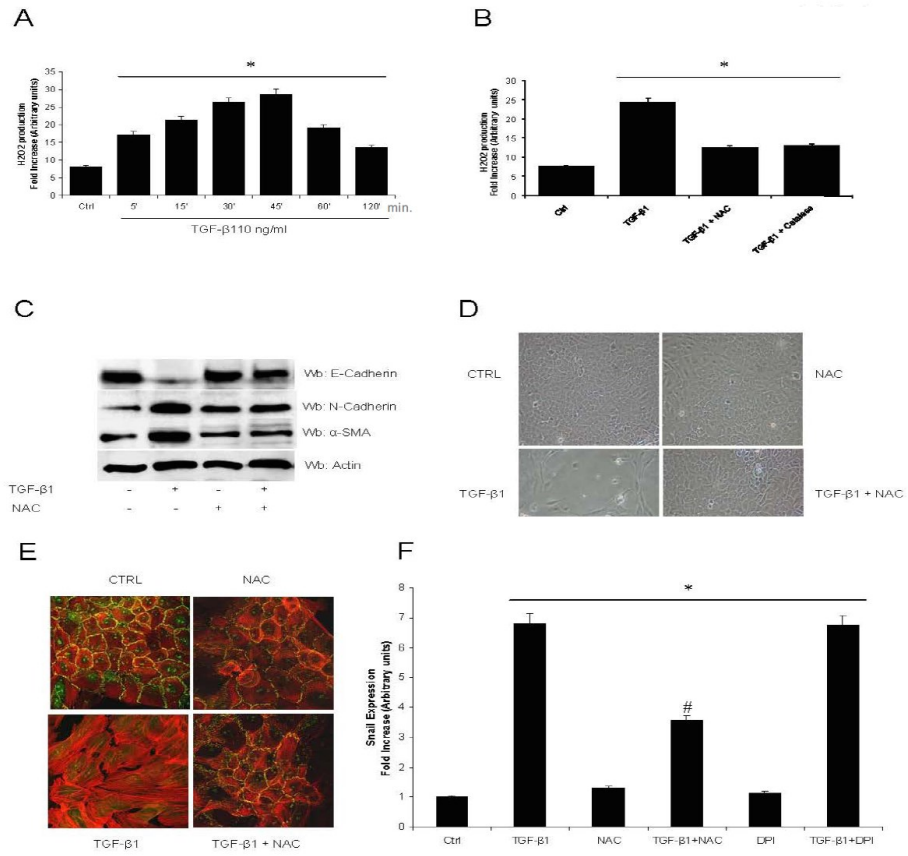 A
*
H2O2 production
Fold Increase (Arbitrary units)
35
30
25
20
15
10
5
0
Ctrl 5' 15' 30' 45' 60' 120' min.
TGF-β110 ng/ml
B
*
H2O2 production
Fold Increase (Arbitrary units)
30
25
20
15
10
5
0
Ctrl TGF-β1 TGF-β1 + NAC TGF-β1 + Catalase
C
Wb: E-Cadherin
Wb: N-Cadherin
Wb: α-SMA
Wb: Actin
TGF-β1 - + - +
NAC - - + +
D
CTRL NAC
TGF-β1 TGF-β1 + NAC
E
CTRL NAC
TGF-β1 TGF-β1 + NAC
F
*
#
Snail Expression
Fold Increase (Arbitrary units)
8
7
6
5
4
3
2
1
0
Ctrl TGF-β1 NAC TGF-β1+NAC DPI TGF-β1+DPI